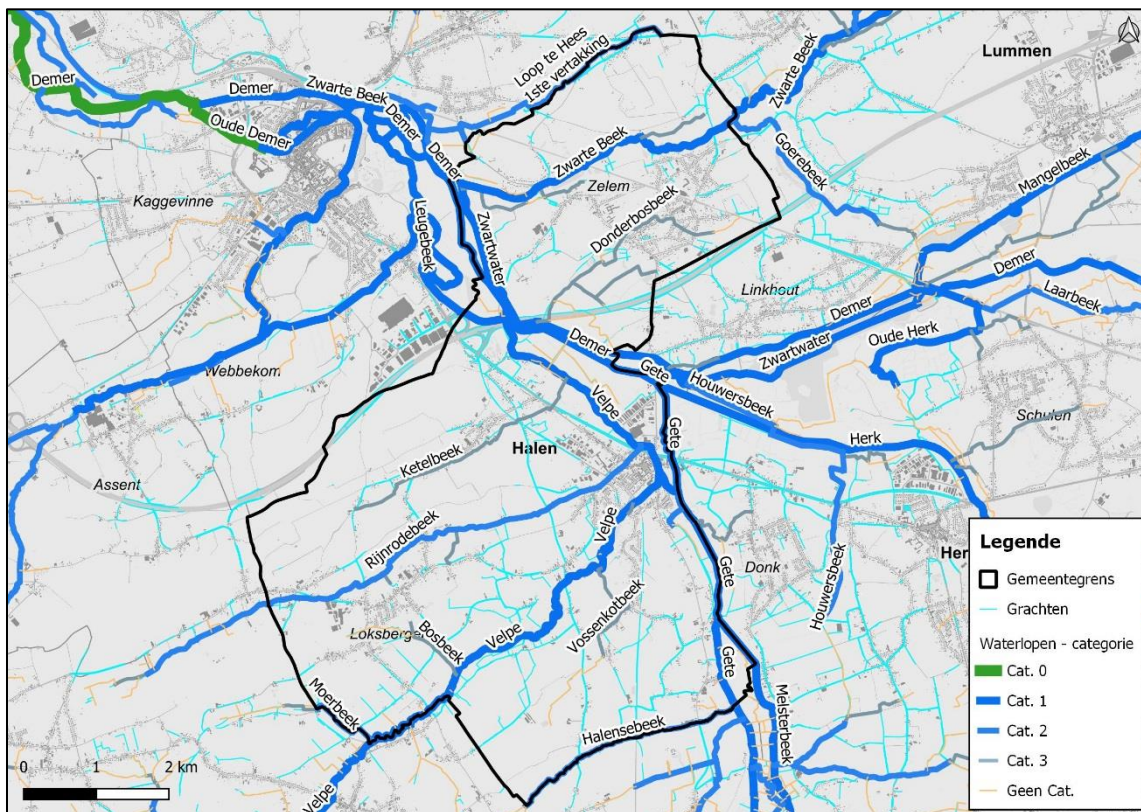 Lummen
Loop te Hees
1ste vertakking
Zwarte Beek
Demer
Demer
Zwarte Beek
Demer
Oude Demer
Demer
Zwarte Beek
Goerebeek
Mangelbeek
Kaggevinne
Zelem
Donderbosbeek
Leugebeek
Zwartwater
Linkhout
Demer
Demer
Laarbeek
Zwartwater
Oude Herk
Demer
Webbekom
Gete
Houwersbeek
Velpe
Schulen
Gete
Herk
Halen
Ketelbeek
Assent
Rijnrodebeek
Velpe
Gete
Donk
Houwersbeek
Her
Vossenkotbeek
Loksberge
Bosbeek
Velpe
Gete
Moerbeek
Melsterbeek
Halensebeek
Velpe
0 1 2 km
Legende
Gemeentegrens
Grachten
Waterlopen - categorie
Cat. 0
Cat. 1
Cat. 2
Cat. 3
Geen Cat.